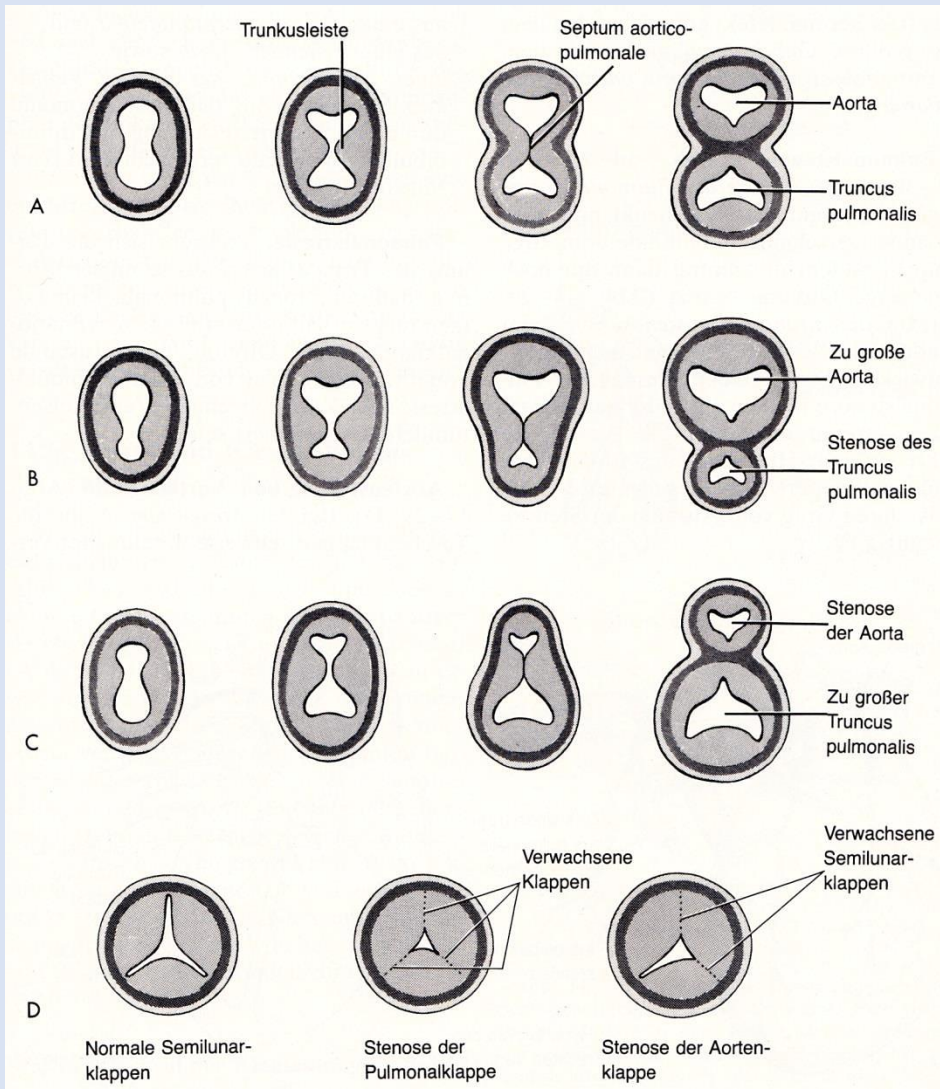 Trunkusleiste
Septum aortico-
pulmonale
Aorta
Truncus
pulmonalis
A
Zu große
Aorta
Stenose des
Truncus
pulmonalis
B
Stenose
der Aorta
Zu großer
Truncus
pulmonalis
C
Verwachsene
Klappen
Verwachsene
Semilunar-
klappen
D
Normale Semilunar-
klappen
Stenose der
Pulmonalklappe
Stenose der Aorten-
klappe